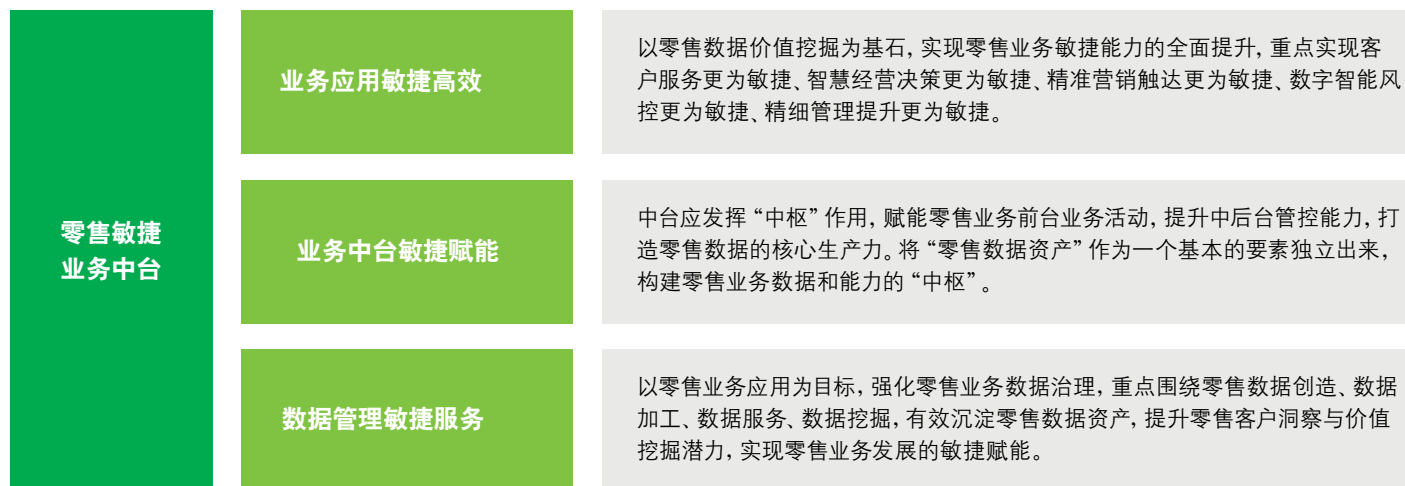 零售敏捷
业务中台
业务应用敏捷高效
以零售数据价值挖掘为基石,实现零售业务敏捷能力的全面提升,重点实现客
户服务更为敏捷、智慧经营决策更为敏捷、精准营销触达更为敏捷、数字智能风
控更为敏捷、精细管理提升更为敏捷。
业务中台敏捷赋能
中台应发挥“中枢”作用,赋能零售业务前台业务活动,提升中后台管控能力,打
造零售数据的核心生产力。将“零售数据资产”作为一个基本的要素独立出来,
构建零售业务数据和能力的“中枢”。
数据管理敏捷服务
以零售业务应用为目标,强化零售业务数据治理,重点围绕零售数据创造、数据
加工、数据服务、数据挖掘,有效沉淀零售数据资产,提升零售客户洞察与价值
挖掘潜力,实现零售业务发展的敏捷赋能。